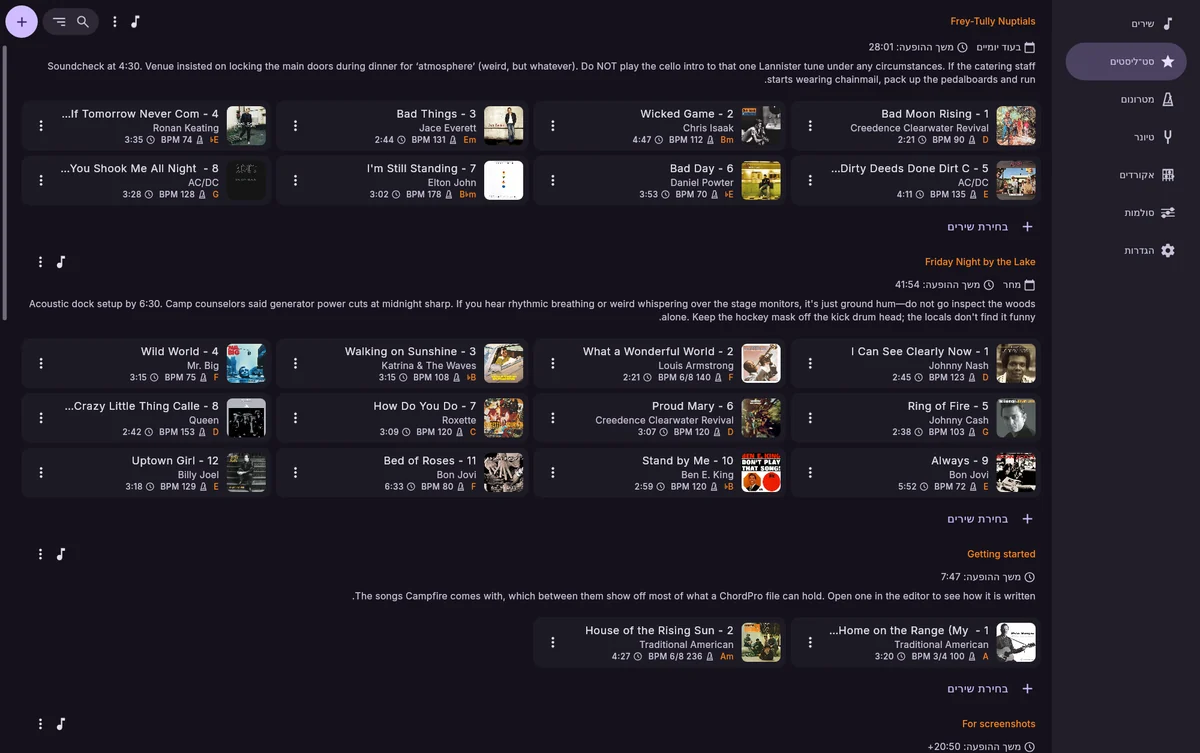 Frey-Tully Nuptials
בעוד יומיים משך ההופעה: 28:01
Soundcheck at 4:30. Venue insisted on locking the main doors during dinner for ‘atmosphere’ (weird, but whatever). Do NOT play the cello intro to that one Lannister tune under any circumstances. If the catering staff
starts wearing chainmail, pack up the pedalboards and run.
1 - Bad Moon Rising
Creedence Clearwater Revival
D 90 BPM 2:21
2 - Wicked Game
Chris Isaak
Bm 112 BPM 4:47
3 - Bad Things
Jace Everett
Em 131 BPM 2:44
4 - If Tomorrow Never Com...
Ronan Keating
E♭ 74 BPM 3:35
5 - Dirty Deeds Done Dirt C...
AC/DC
E 135 BPM 4:11
6 - Bad Day
Daniel Powter
E♭ 70 BPM 3:53
7 - I'm Still Standing
Elton John
B♭m 178 BPM 3:02
8 - You Shook Me All Night ...
AC/DC
G 128 BPM 3:28
+ בחירת שירים
Friday Night by the Lake
מחר משך ההופעה: 41:54
Acoustic dock setup by 6:30. Camp counselors said generator power cuts at midnight sharp. If you hear rhythmic breathing or weird whispering over the stage monitors, it's just ground hum—do not go inspect the woods
alone. Keep the hockey mask off the kick drum head; the locals don't find it funny.
1 - I Can See Clearly Now
Johnny Nash
D 123 BPM 2:45
2 - What a Wonderful World
Louis Armstrong
F 140 6/8 BPM 2:21
3 - Walking on Sunshine
Katrina & The Waves
B♭ 108 BPM 3:15
4 - Wild World
Mr. Big
F 75 BPM 3:15
5 - Ring of Fire
Johnny Cash
G 103 BPM 2:38
6 - Proud Mary
Creedence Clearwater Revival
D 120 BPM 3:07
7 - How Do You Do
Roxette
C 120 BPM 3:09
8 - Crazy Little Thing Calle...
Queen
D 153 BPM 2:42
9 - Always
Bon Jovi
E 72 BPM 5:52
10 - Stand by Me
Ben E. King
B♭ 120 BPM 2:59
11 - Bed of Roses
Bon Jovi
F 80 BPM 6:33
12 - Uptown Girl
Billy Joel
E 129 BPM 3:18
+ בחירת שירים
Getting started
משך ההופעה: 7:47
The songs Campfire comes with, which between them show off most of what a ChordPro file can hold. Open one in the editor to see how it is written.
1 - Home on the Range (My ...
Traditional American
A 100 3/4 BPM 3:20
2 - House of the Rising Sun
Traditional American
Am 236 6/8 BPM 4:27
+ בחירת שירים
For screenshots
משך ההופעה: 20:50+
שירים
סט־ליסטים
מטרונום
טיונר
אקורדים
סולמות
הגדרות